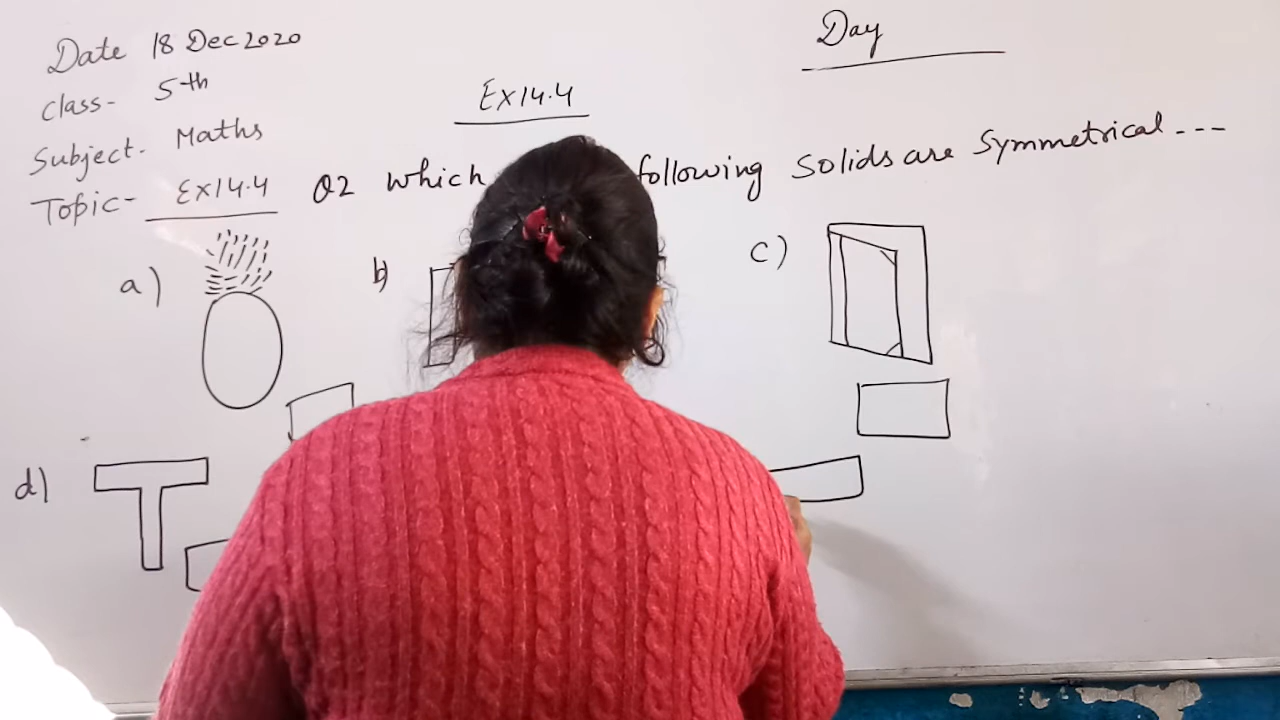 Date 18 Dec 2020
Day
Class- 5th
Ex14.4
Subject- Maths
Topic- Ex14.4
Q2 which following solids are Symmetrical ---
a)
b)
c)
d)